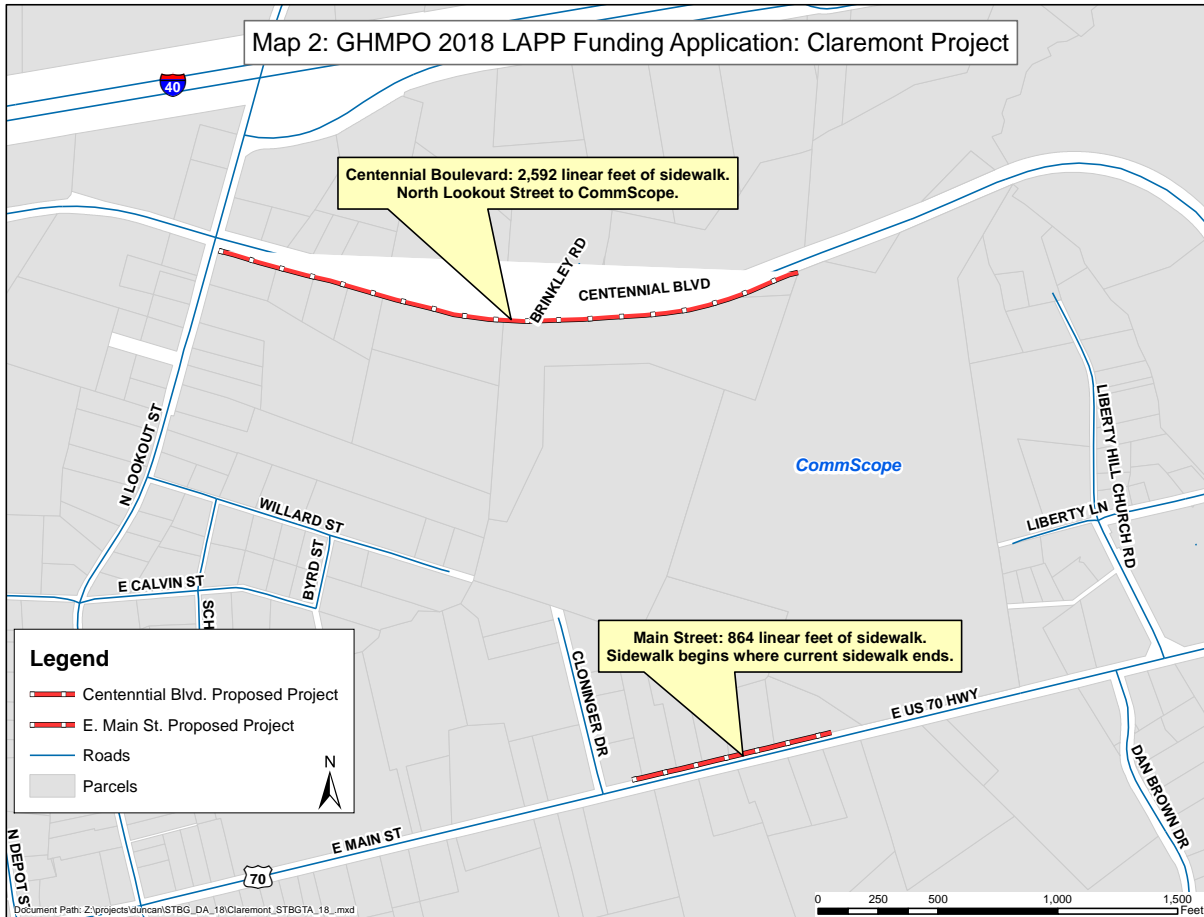 Map 2: GHMPO 2018 LAPP Funding Application: Claremont Project
40
Centennial Boulevard: 2,592 linear feet of sidewalk.
North Lookout Street to CommScope.
BRINKLEY RD
CENTENNIAL BLVD
N LOOKOUT ST
CommScope
LIBERTY HILL CHURCH RD
LIBERTY LN
WILLARD ST
BYRD ST
E CALVIN ST
SCH
Main Street: 864 linear feet of sidewalk.
Sidewalk begins where current sidewalk ends.
CLONINGER DR
E US 70 HWY
DAN BROWN DR
Legend
Centenntial Blvd. Proposed Project
E. Main St. Proposed Project
Roads
Parcels
N
E MAIN ST
70
N DEPOT S
0 250 500 1,000 1,500
Feet
Document Path: Z:\projects\duncan\STBG_DA_18\Claremont_STBGTA_18_.mxd